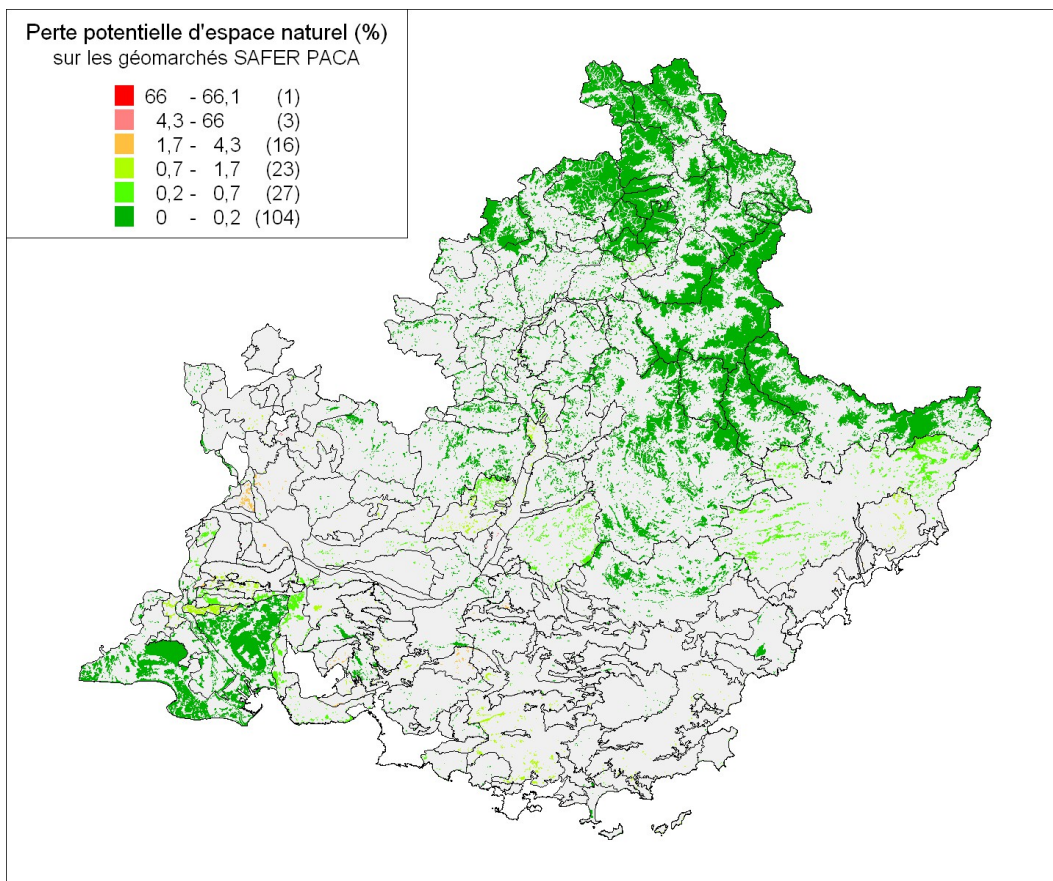 Perte potentielle d'espace naturel (%)
sur les géomarchés SAFER PACA
66 - 66,1 (1)
4,3 - 66 (3)
1,7 - 4,3 (16)
0,7 - 1,7 (23)
0,2 - 0,7 (27)
0 - 0,2 (104)